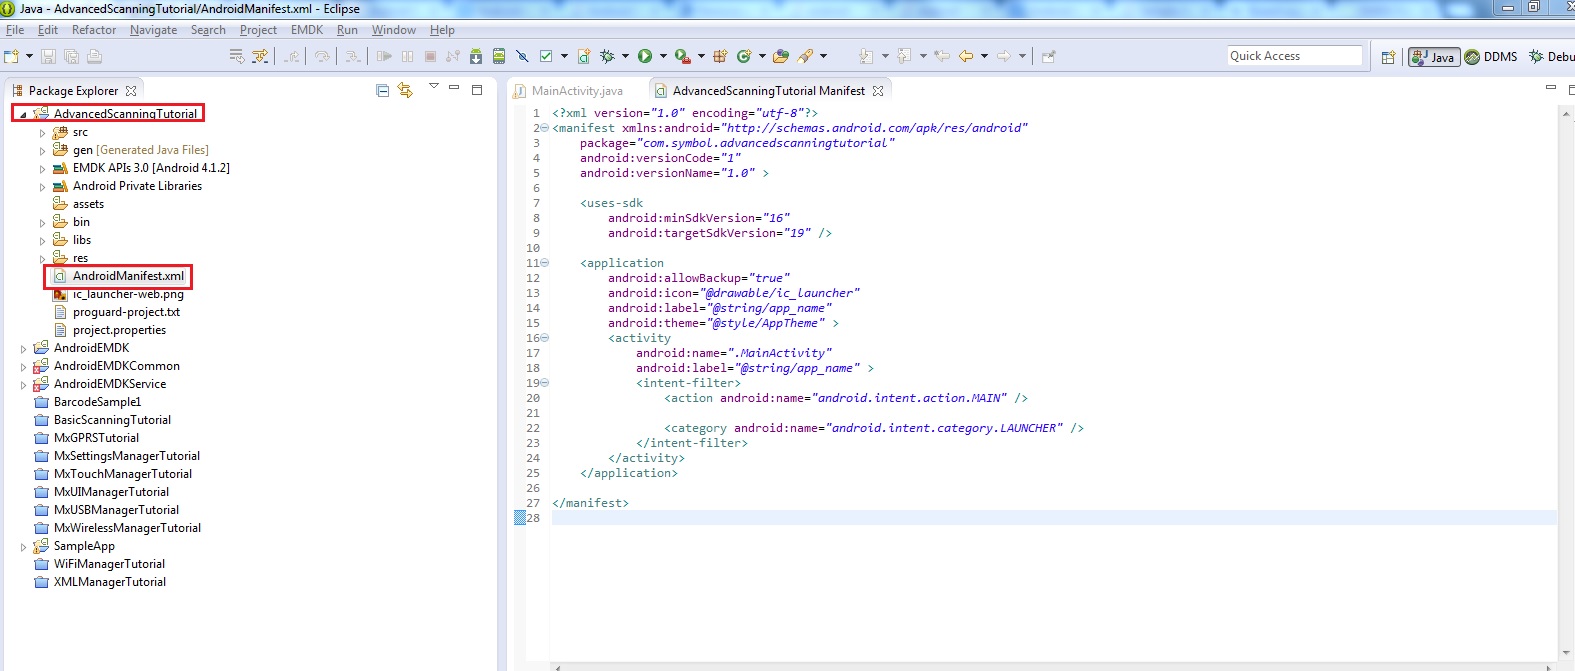 Java - AdvancedScanningTutorial/AndroidManifest.xml - Eclipse
File Edit Refactor Navigate Search Project EMDK Run Window Help
Quick Access
Java
DDMS
Debu
Package Explorer
AdvancedScanningTutorial
src
gen [Generated Java Files]
EMDK APIs 3.0 [Android 4.1.2]
Android Private Libraries
assets
bin
libs
res
AndroidManifest.xml
ic_launcher-web.png
proguard-project.txt
project.properties
AndroidEMDK
AndroidEMDKCommon
AndroidEMDKService
BarcodeSample1
BasicScanningTutorial
MxGPRSTutorial
MxSettingsManagerTutorial
MxTouchManagerTutorial
MxUIManagerTutorial
MxUSBManagerTutorial
MxWirelessManagerTutorial
SampleApp
WiFiManagerTutorial
XMLManagerTutorial
MainActivity.java
AdvancedScanningTutorial Manifest
1 <?xml version="1.0" encoding="utf-8"?>
2 <manifest xmlns:android="http://schemas.android.com/apk/res/android"
3 package="com.symbol.advancedscanningtutorial"
4 android:versionCode="1"
5 android:versionName="1.0" >
6
7 <uses-sdk
8 android:minSdkVersion="16"
9 android:targetSdkVersion="19" />
10
11 <application
12 android:allowBackup="true"
13 android:icon="@drawable/ic_launcher"
14 android:label="@string/app_name"
15 android:theme="@style/AppTheme" >
16 <activity
17 android:name=".MainActivity"
18 android:label="@string/app_name" >
19 <intent-filter>
20 <action android:name="android.intent.action.MAIN" />
21
22 <category android:name="android.intent.category.LAUNCHER" />
23 </intent-filter>
24 </activity>
25 </application>
26
27 </manifest>
28